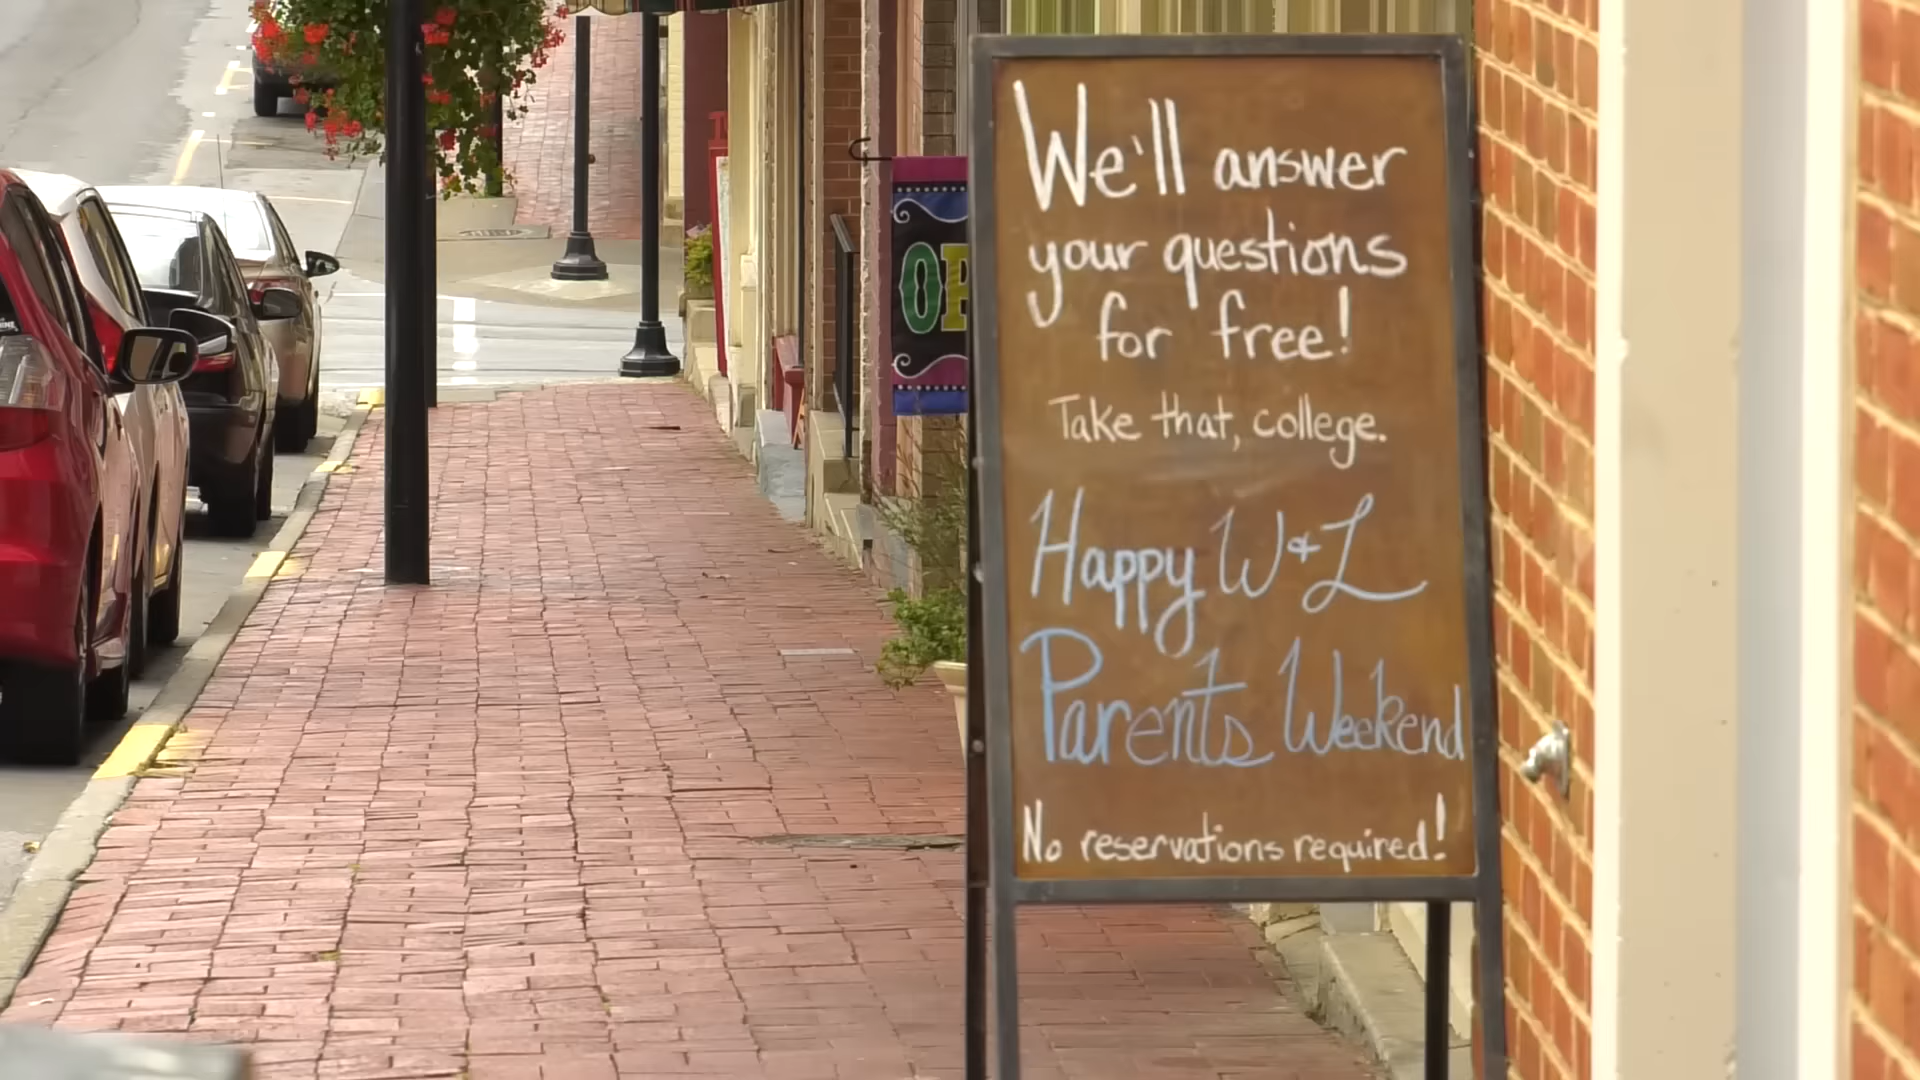 We'll answer
your questions
for free!
Take that, college.
Happy W&L
Parents Weekend
No reservations required!